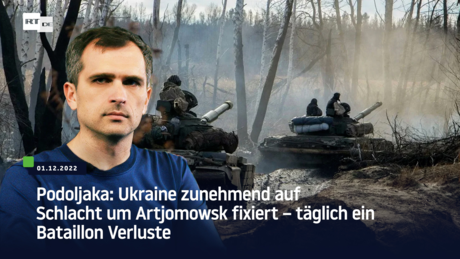 RT
DE
01.12.2022
Podoljaka: Ukraine zunehmend auf
Schlacht um Artjomowsk fixiert – täglich ein
Bataillon Verluste